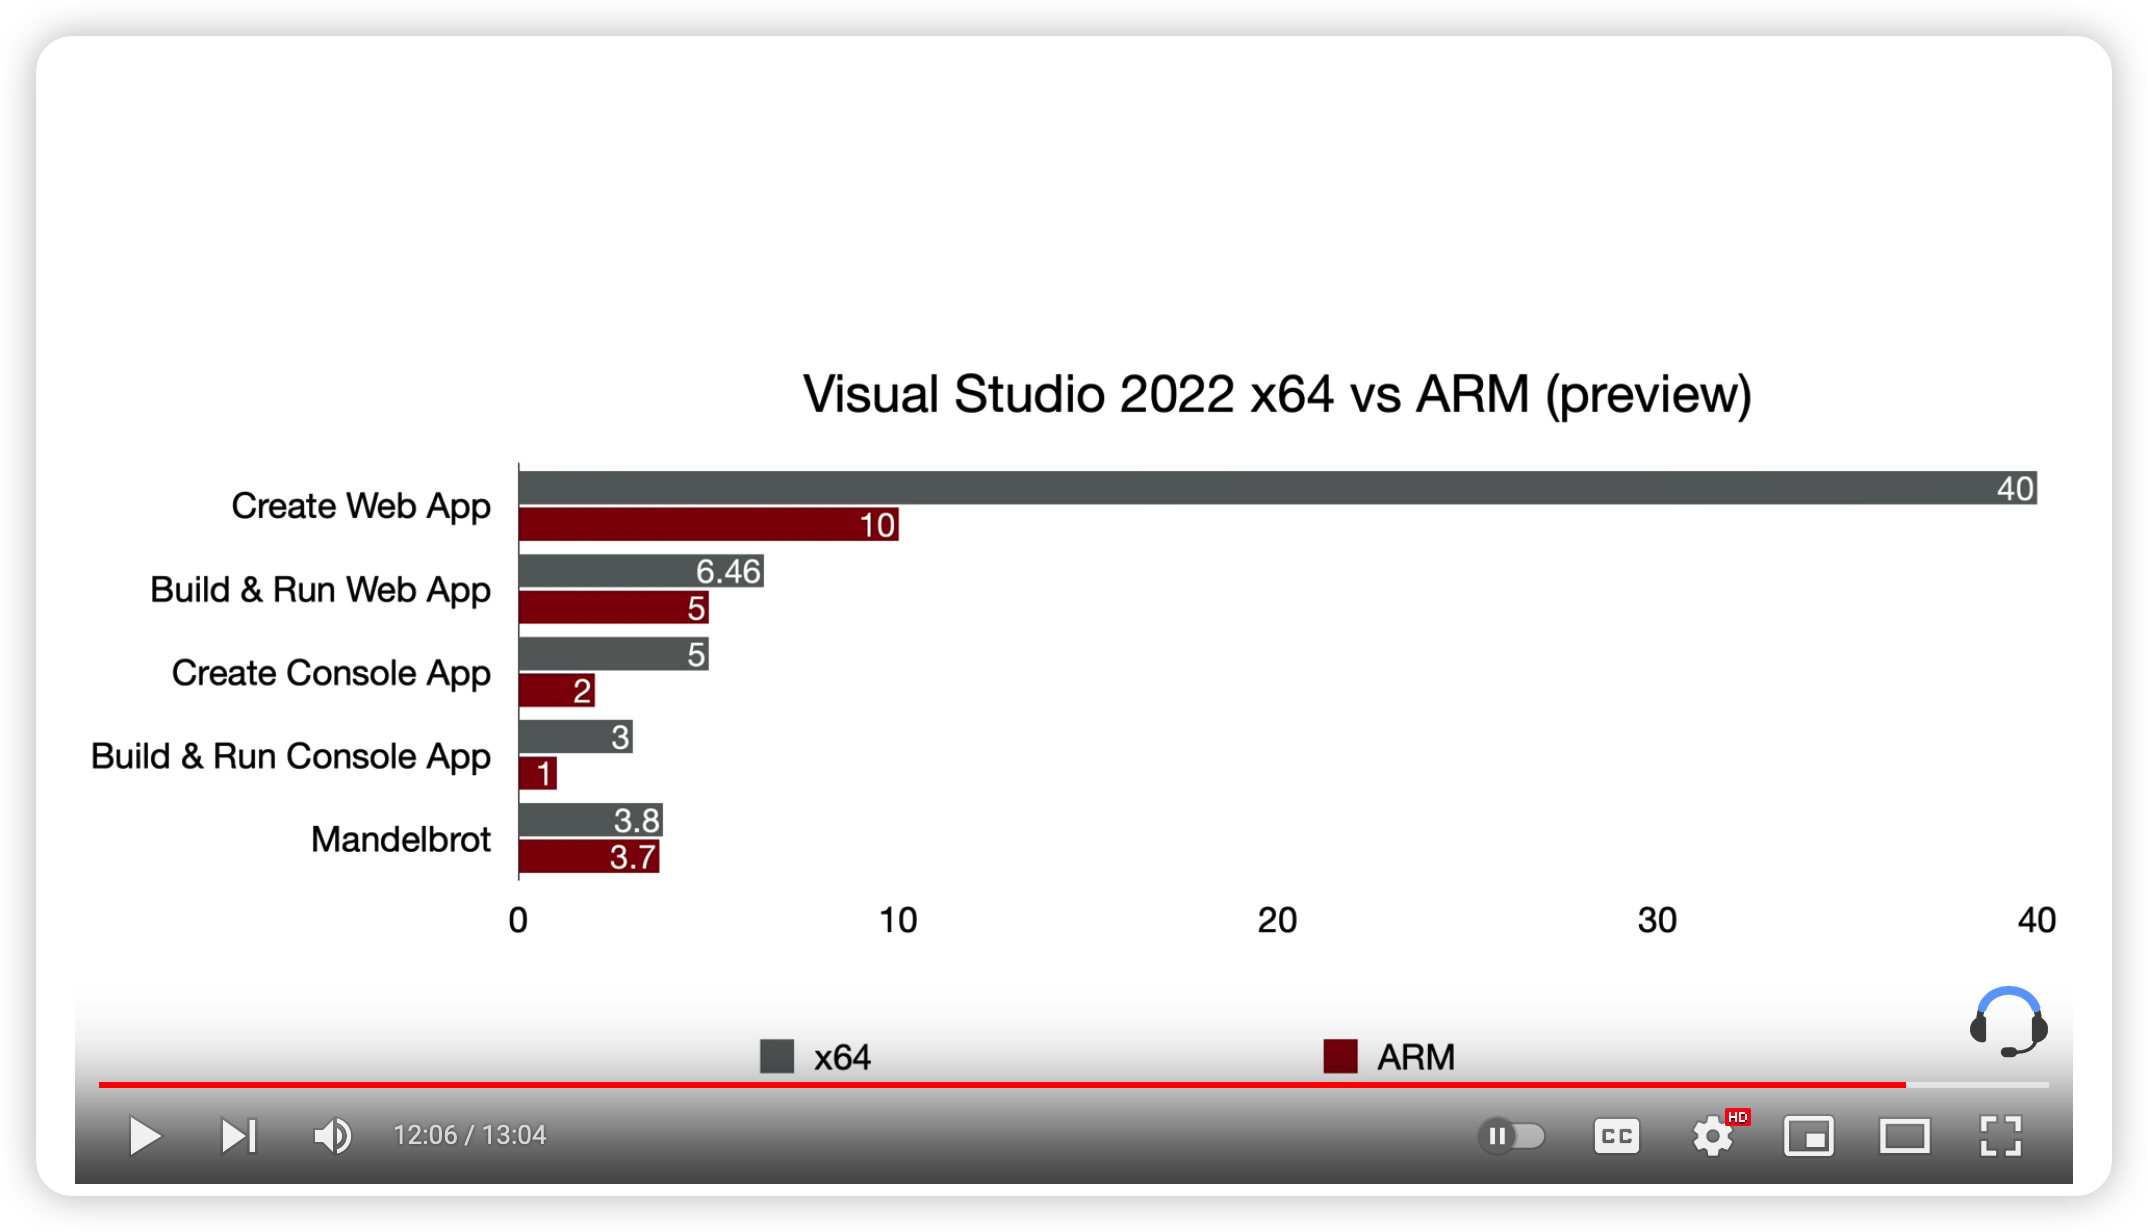 Visual Studio 2022 x64 vs ARM (preview)
Create Web App
40
10
Build & Run Web App
6.46
5
Create Console App
5
2
Build & Run Console App
3
1
Mandelbrot
3.8
3.7
0 10 20 30 40
x64 ARM
12:06 / 13:04
CC
HD